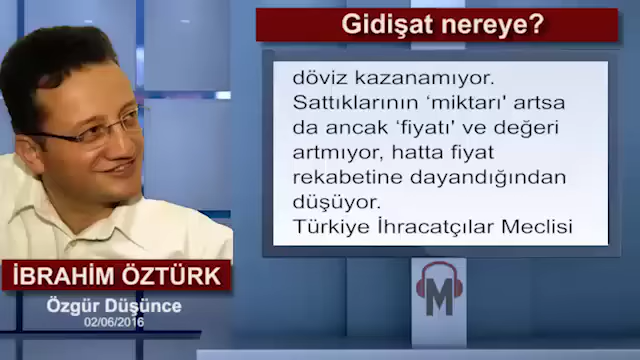 Gidişat nereye?
döviz kazanamıyor.
Sattıklarının ‘miktarı' artsa
da ancak ‘fiyatı' ve değeri
artmıyor, hatta fiyat
rekabetine dayandığından
düşüyor.
Türkiye İhracatçılar Meclisi
İBRAHİM ÖZTÜRK
Özgür Düşünce
02/06/2016
M